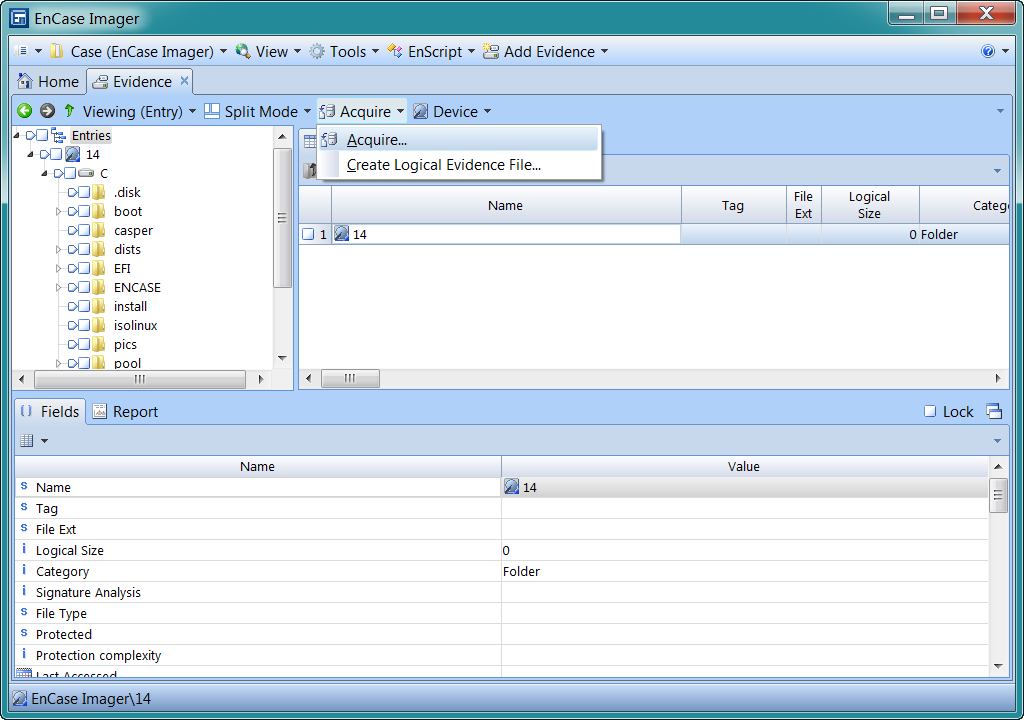 EnCase Imager
Case (EnCase Imager) View Tools EnScript Add Evidence
Home Evidence
Viewing (Entry) Split Mode Acquire Device
Acquire...
Create Logical Evidence File...
Entries
14
C
.disk
boot
casper
dists
EFI
ENCASE
install
isolinux
pics
pool
Name Tag File Ext Logical Size Categ
1 14 0 Folder
Fields Report Lock
Name Value
Name 14
Tag
File Ext
Logical Size 0
Category Folder
Signature Analysis
File Type
Protected
Protection complexity
Last Accessed
EnCase Imager\14